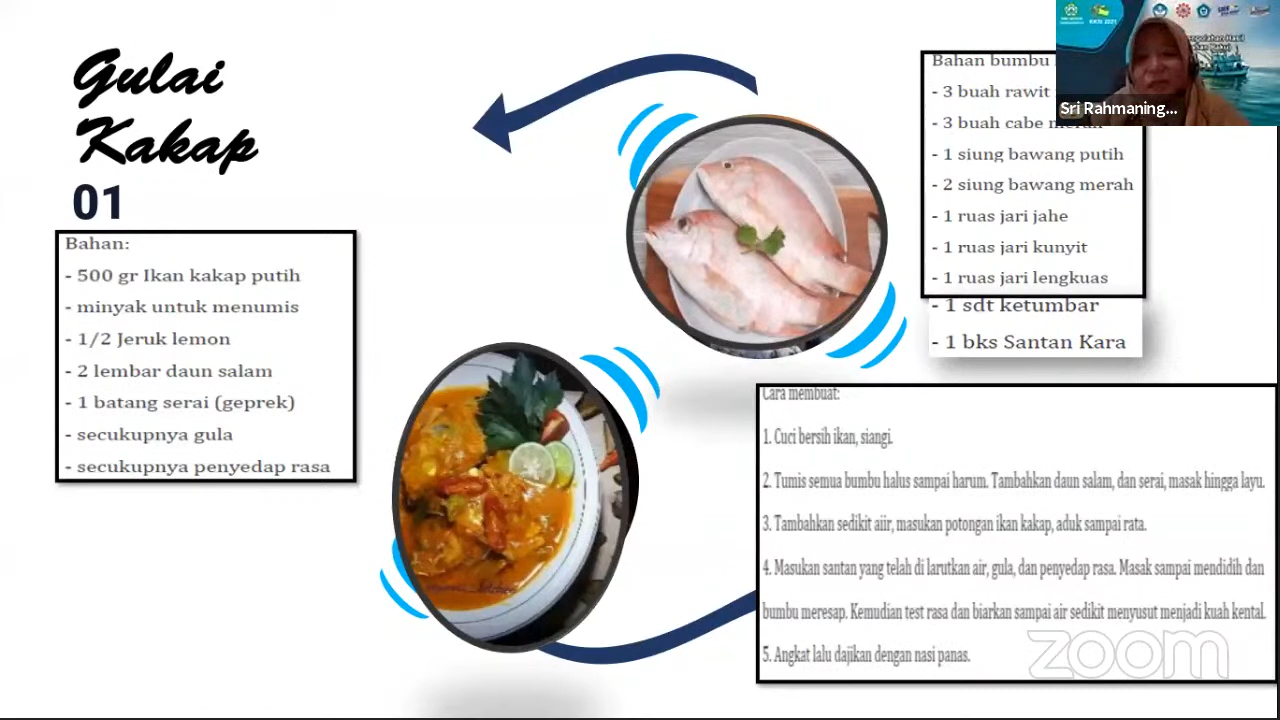 Gulai
Kakap
01
Bahan:
- 500 gr Ikan kakap putih
- minyak untuk menumis
- 1/2 Jeruk lemon
- 2 lembar daun salam
- 1 batang serai (geprek)
- secukupnya gula
- secukupnya penyedap rasa
Bahan bumbu
- 3 buah rawit
- 3 buah cabe merah
- 1 siung bawang putih
- 2 siung bawang merah
- 1 ruas jari jahe
- 1 ruas jari kunyit
- 1 ruas jari lengkuas
- 1 sdt ketumbar
- 1 bks Santan Kara
Sri Rahmaning...
Cara membuat:
1. Cuci bersih ikan, siangi.
2. Tumis semua bumbu halus sampai harum. Tambahkan daun salam, dan serai, masak hingga layu.
3. Tambahkan sedikit aiir, masukan potongan ikan kakap, aduk sampai rata.
4. Masukan santan yang telah di larutkan air, gula, dan penyedap rasa. Masak sampai mendidih dan
bumbu meresap. Kemudian test rasa dan biarkan sampai air sedikit menyusut menjadi kuah kental.
5. Angkat lalu dajikan dengan nasi panas.
zoom